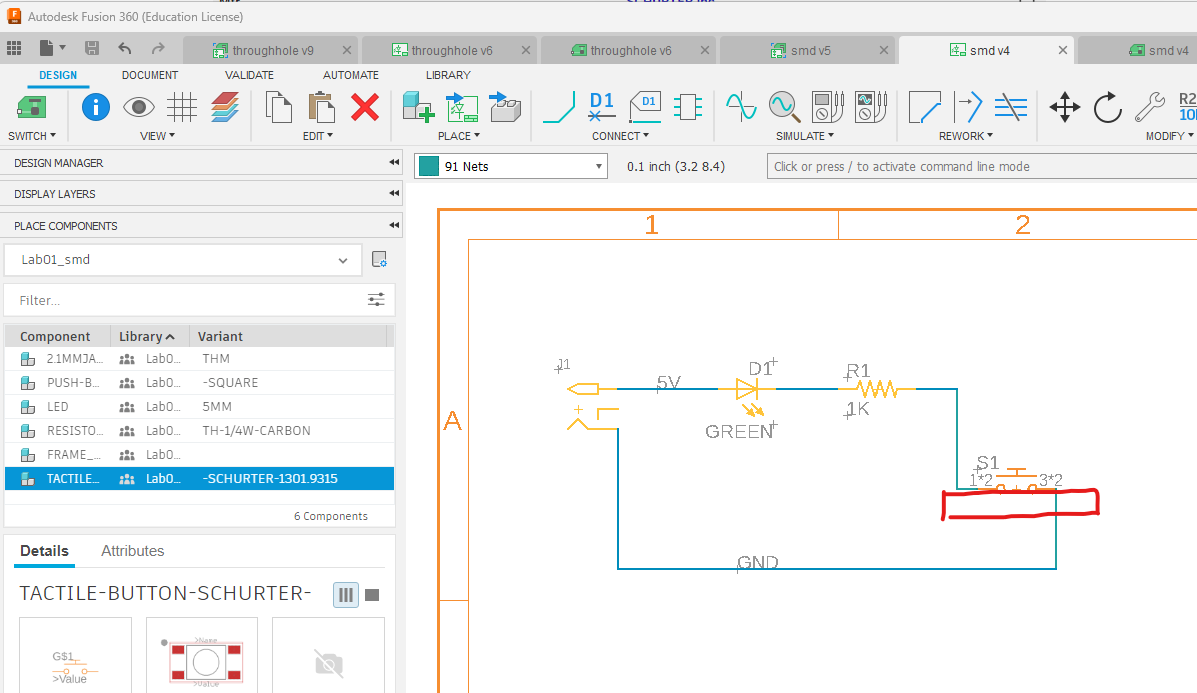 Autodesk Fusion 360 (Education License)
throughhole v9
throughhole v6
throughhole v6
smd v5
smd v4
smd v4
DESIGN DOCUMENT VALIDATE AUTOMATE LIBRARY
D1 D1 R2
10
SWITCH VIEW EDIT PLACE CONNECT SIMULATE REWORK MODIFY
DESIGN MANAGER
91 Nets 0.1 inch (3.2 8.4) Click or press / to activate command line mode
DISPLAY LAYERS
PLACE COMPONENTS
Lab01_smd
Filter...
Component Library Variant
2.1MMJA... Lab0... THM
PUSH-B... Lab0... -SQUARE
LED Lab0... 5MM
RESISTO... Lab0... TH-1/4W-CARBON
FRAME_... Lab0...
TACTILE... Lab0... -SCHURTER-1301.9315
6 Components
Details Attributes
TACTILE-BUTTON-SCHURTER-
G$1
>Value
>Name
>Value
1 2
A
J1
5V
D1
GREEN
R1
1K
S1
1*2 3*2
GND